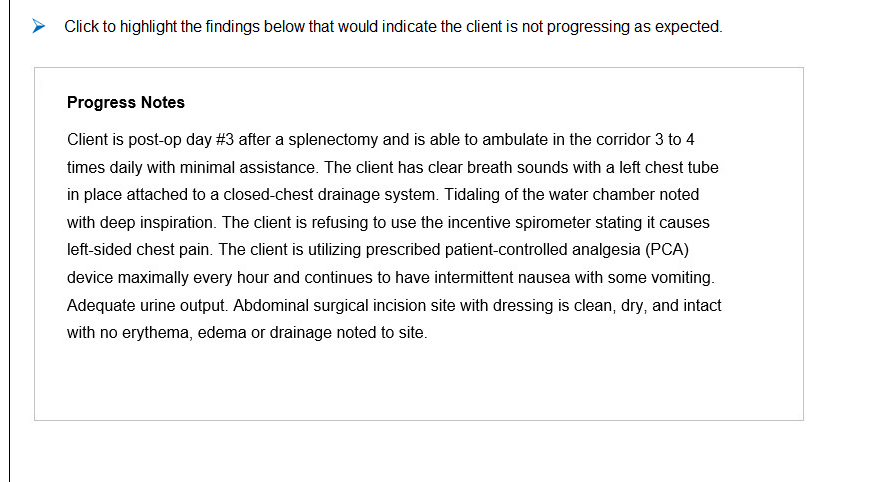 Click to highlight the findings below that would indicate the client is not progressing as expected.
Progress Notes
Client is post-op day #3 after a splenectomy and is able to ambulate in the corridor 3 to 4
times daily with minimal assistance. The client has clear breath sounds with a left chest tube
in place attached to a closed-chest drainage system. Tidaling of the water chamber noted
with deep inspiration. The client is refusing to use the incentive spirometer stating it causes
left-sided chest pain. The client is utilizing prescribed patient-controlled analgesia (PCA)
device maximally every hour and continues to have intermittent nausea with some vomiting.
Adequate urine output. Abdominal surgical incision site with dressing is clean, dry, and intact
with no erythema, edema or drainage noted to site.